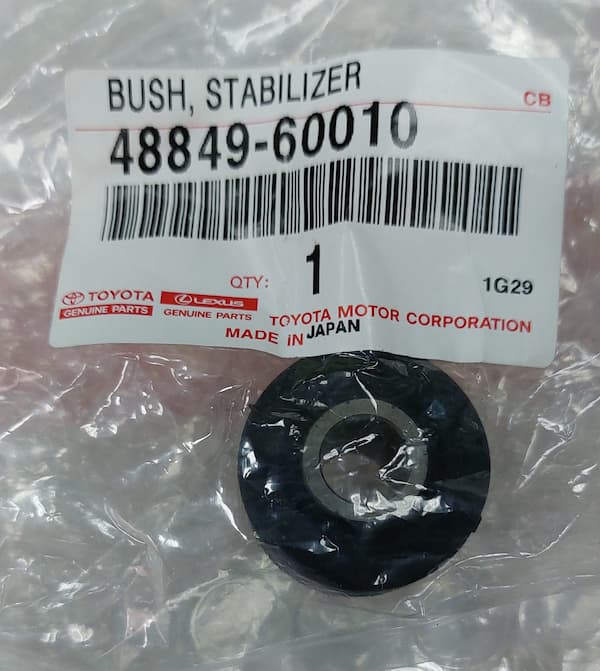 BUSH, STABILIZER
CB
48849-60010
QTY: 1
1G29
TOYOTA
GENUINE PARTS
LEXUS
GENUINE PARTS
TOYOTA MOTOR CORPORATION
MADE IN JAPAN